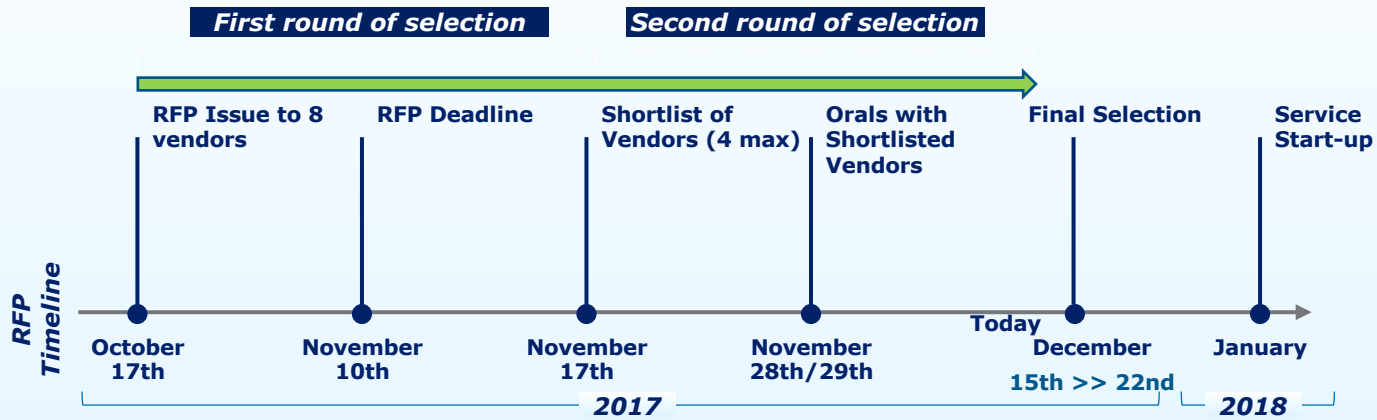 First round of selection
Second round of selection
RFP Issue to 8
vendors
RFP Deadline
Shortlist of
Vendors (4 max)
Orals with
Shortlisted
Vendors
Final Selection
Service
Start-up
RFP
Timeline
Today
October
17th
November
10th
November
17th
November
28th/29th
December
15th >> 22nd
January
2017
2018